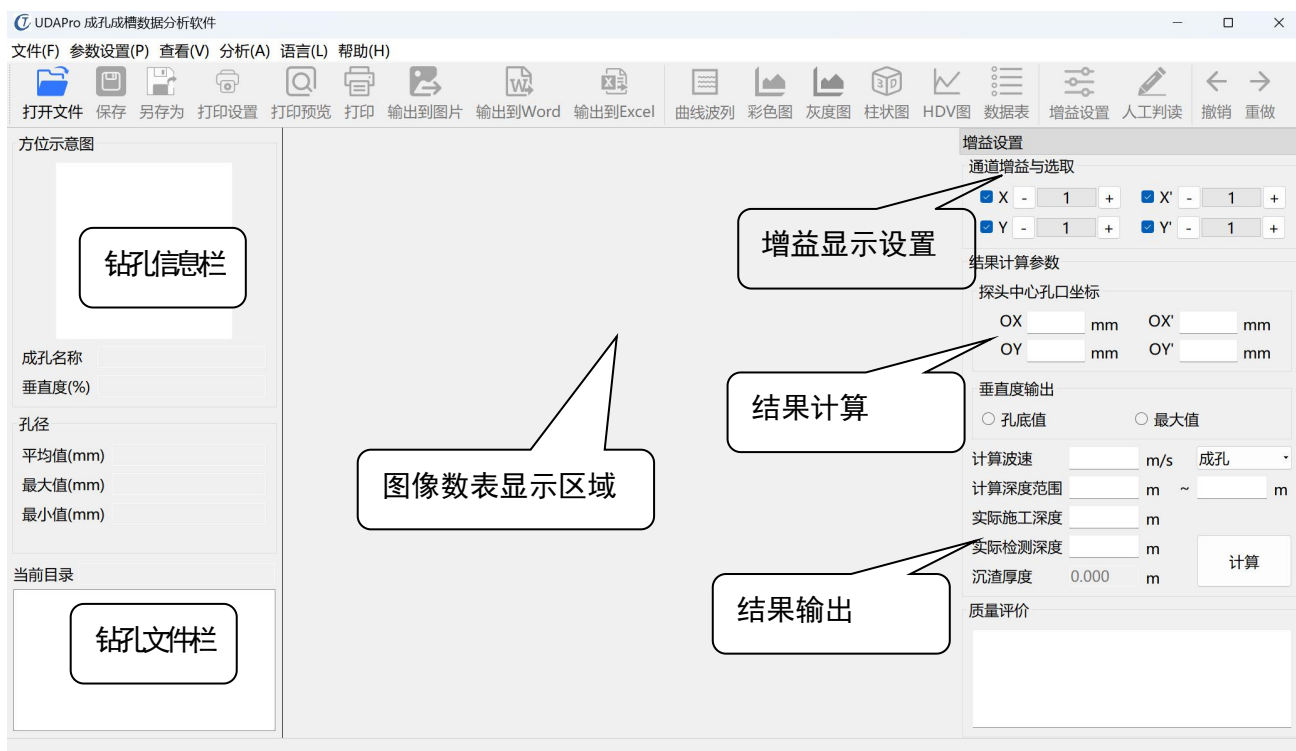 UDAPro 成孔成槽数据分析软件
文件(F) 参数设置(P) 查看(V) 分析(A) 语言(L) 帮助(H)
打开文件 保存 另存为 打印设置 打印预览 打印 输出到图片 输出到Word 输出到Excel 曲线波列 彩色图 灰度图 柱状图 HDV图 数据表 增益设置 人工判读 撤销 重做
方位示意图
钻孔信息栏
成孔名称
垂直度(%)
孔径
平均值(mm)
最大值(mm)
最小值(mm)
当前目录
钻孔文件栏
图像数表显示区域
增益显示设置
结果计算
结果输出
增益设置
通道增益与选取
X - 1 + X' - 1 +
Y - 1 + Y' - 1 +
结果计算参数
探头中心孔口坐标
OX mm OX' mm
OY mm OY' mm
垂直度输出
孔底值 最大值
计算波速 m/s 成孔
计算深度范围 m ~ m
实际施工深度 m
实际检测深度 m
计算
沉渣厚度 0.000 m
质量评价